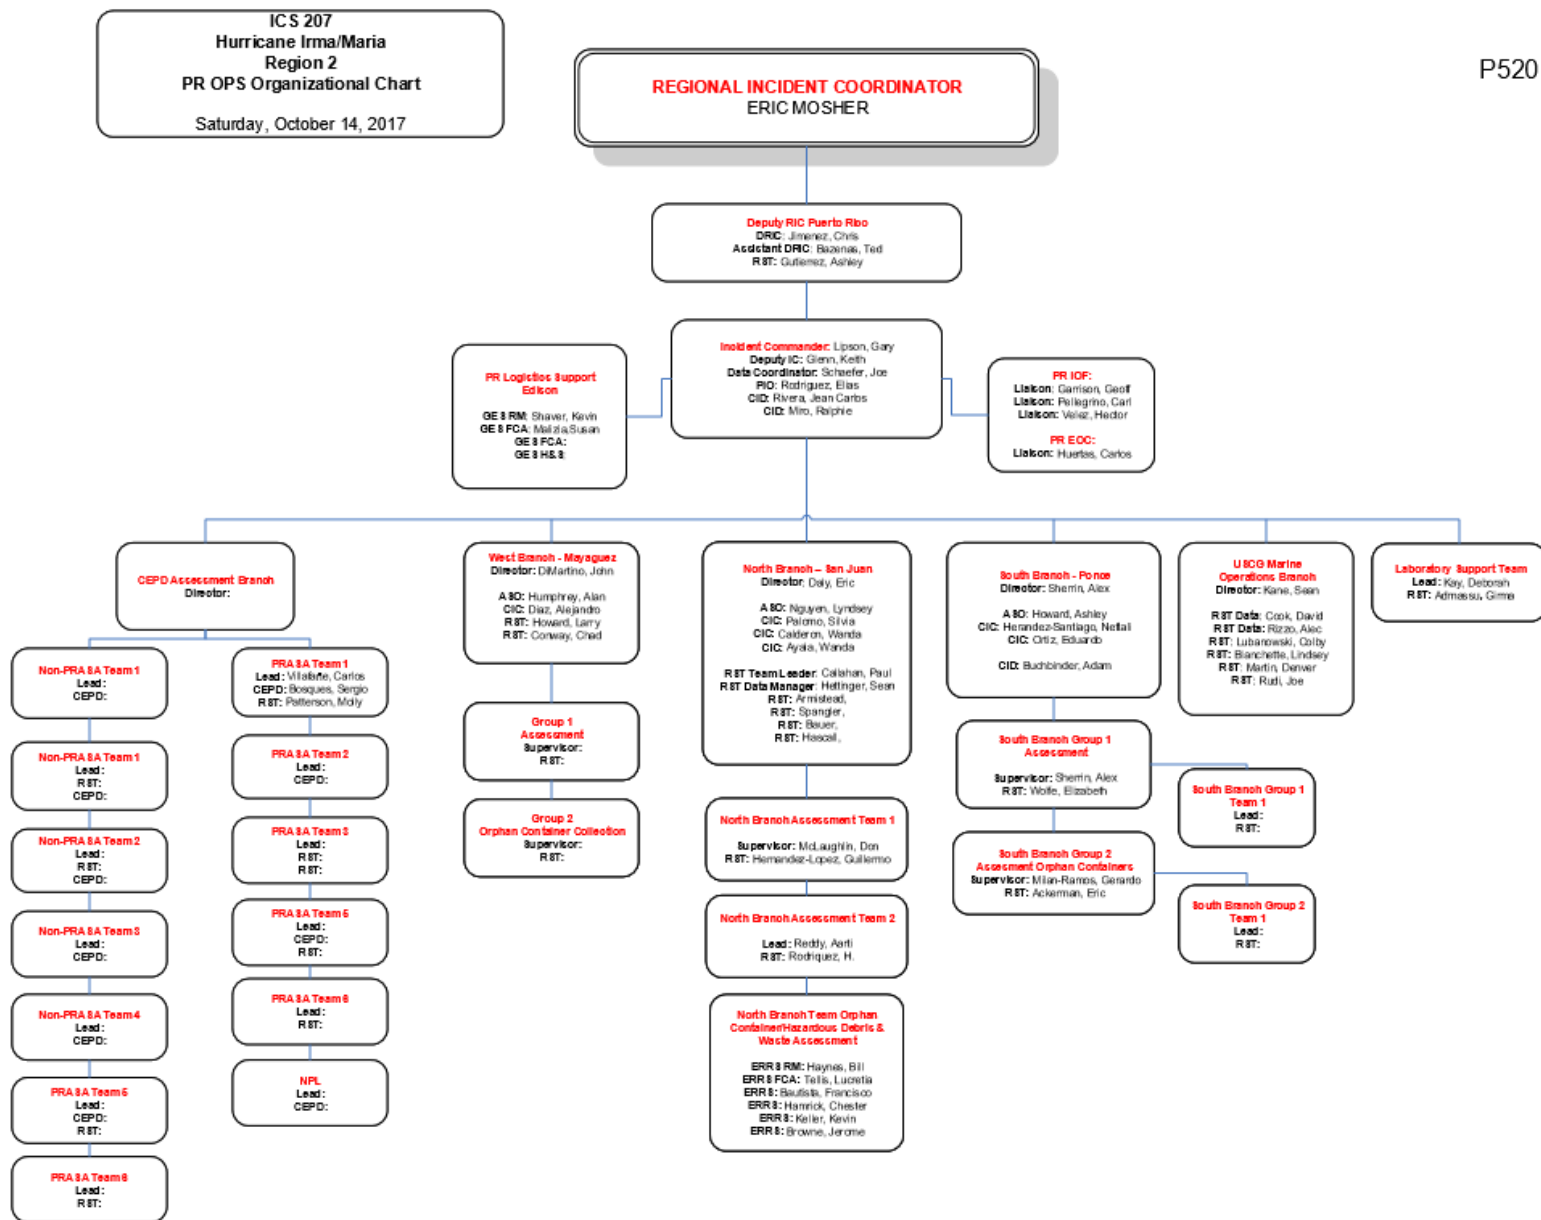 ICS 207
Hurricane Irma/Maria
Region 2
PR OPS Organizational Chart
Saturday, October 14, 2017
P520
REGIONAL INCIDENT COORDINATOR
ERIC MOSHER
Deputy RIC Puerto Rico
DRIC: Jimenez, Chris
Assistant DRIC: Bazenas, Ted
RST: Gutierrez, Ashley
PR Logistics Support
Edison
GES RM: Shaver, Kevin
GES FCA: Malizia,Susan
GES FCA:
GES H&S:
Incident Commander: Lipson, Gary
Deputy IC: Glenn, Keith
Data Coordinator: Schaefer, Joe
PIO: Rodriguez, Elias
CID: Rivera, Jean Carlos
CID: Miro, Ralphie
PR IOF:
Liaison: Garrison, Geoff
Liaison: Pellegrino, Carl
Liaison: Velez, Hector
PR EOC:
Liaison: Huertas, Carlos
CEPD Assessment Branch
Director:
Non-PRASA Team 1
Lead:
CEPD:
Non-PRASA Team 1
Lead:
RST:
CEPD:
Non-PRASA Team 2
Lead:
RST:
CEPD:
Non-PRASA Team 3
Lead:
CEPD:
Non-PRASA Team 4
Lead:
CEPD:
PRASA Team 5
Lead:
CEPD:
RST:
PRASA Team 6
Lead:
RST:
PRASA Team 1
Lead: Villafañe, Carlos
CEPD: Bosques, Sergio
RST: Patterson, Molly
PRASA Team 2
Lead:
CEPD:
PRASA Team 3
Lead:
RST:
RST:
PRASA Team 5
Lead:
CEPD:
RST:
PRASA Team 6
Lead:
RST:
NPL
Lead:
CEPD:
West Branch - Mayaguez
Director: DiMartino, John
ASO: Humphrey, Alan
CIC: Diaz, Alejandro
RST: Howard, Larry
RST: Conway, Chad
Group 1
Assessment
Supervisor:
RST:
Group 2
Orphan Container Collection
Supervisor:
RST:
North Branch – San Juan
Director: Daly, Eric
ASO: Nguyen, Lyndsey
CIC: Palomo, Silvia
CIC: Calderon, Wanda
CIC: Ayala, Wanda
RST Team Leader: Callahan, Paul
RST Data Manager: Hettinger, Sean
RST: Armistead,
RST: Spangler,
RST: Bauer,
RST: Hascall,
North Branch Assessment Team 1
Supervisor: McLaughlin, Don
RST: Hernandez-Lopez, Guillermo
North Branch Assessment Team 2
Lead: Reddy, Aarti
RST: Rodriquez, H.
North Branch Team Orphan
Container/Hazardous Debris &
Waste Assessment
ERRS RM: Haynes, Bill
ERRS FCA: Tellis, Lucretia
ERRS: Bautista, Francisco
ERRS: Hamrick, Chester
ERRS: Keller, Kevin
ERRS: Browne, Jerome
South Branch - Ponce
Director: Sherrin, Alex
ASO: Howard, Ashley
CIC: Herandez-Santiago, Neftali
CIC: Ortiz, Eduardo
CID: Buchbinder, Adam
South Branch Group 1
Assessment
Supervisor: Sherrin, Alex
RST: Wolfe, Elizabeth
South Branch Group 1
Team 1
Lead:
RST:
South Branch Group 2
Assesment Orphan Containers
Supervisor: Milan-Ramos, Gerardo
RST: Ackerman, Eric
South Branch Group 2
Team 1
Lead:
RST:
USCG Marine
Operations Branch
Director: Kane, Sean
RST Data: Cook, David
RST Data: Rizzo, Alec
RST: Lubanowski, Colby
RST: Blanchette, Lindsey
RST: Martin, Denver
RST: Rudi, Joe
Laboratory Support Team
Lead: Kay, Deborah
RST: Admassu, Girma